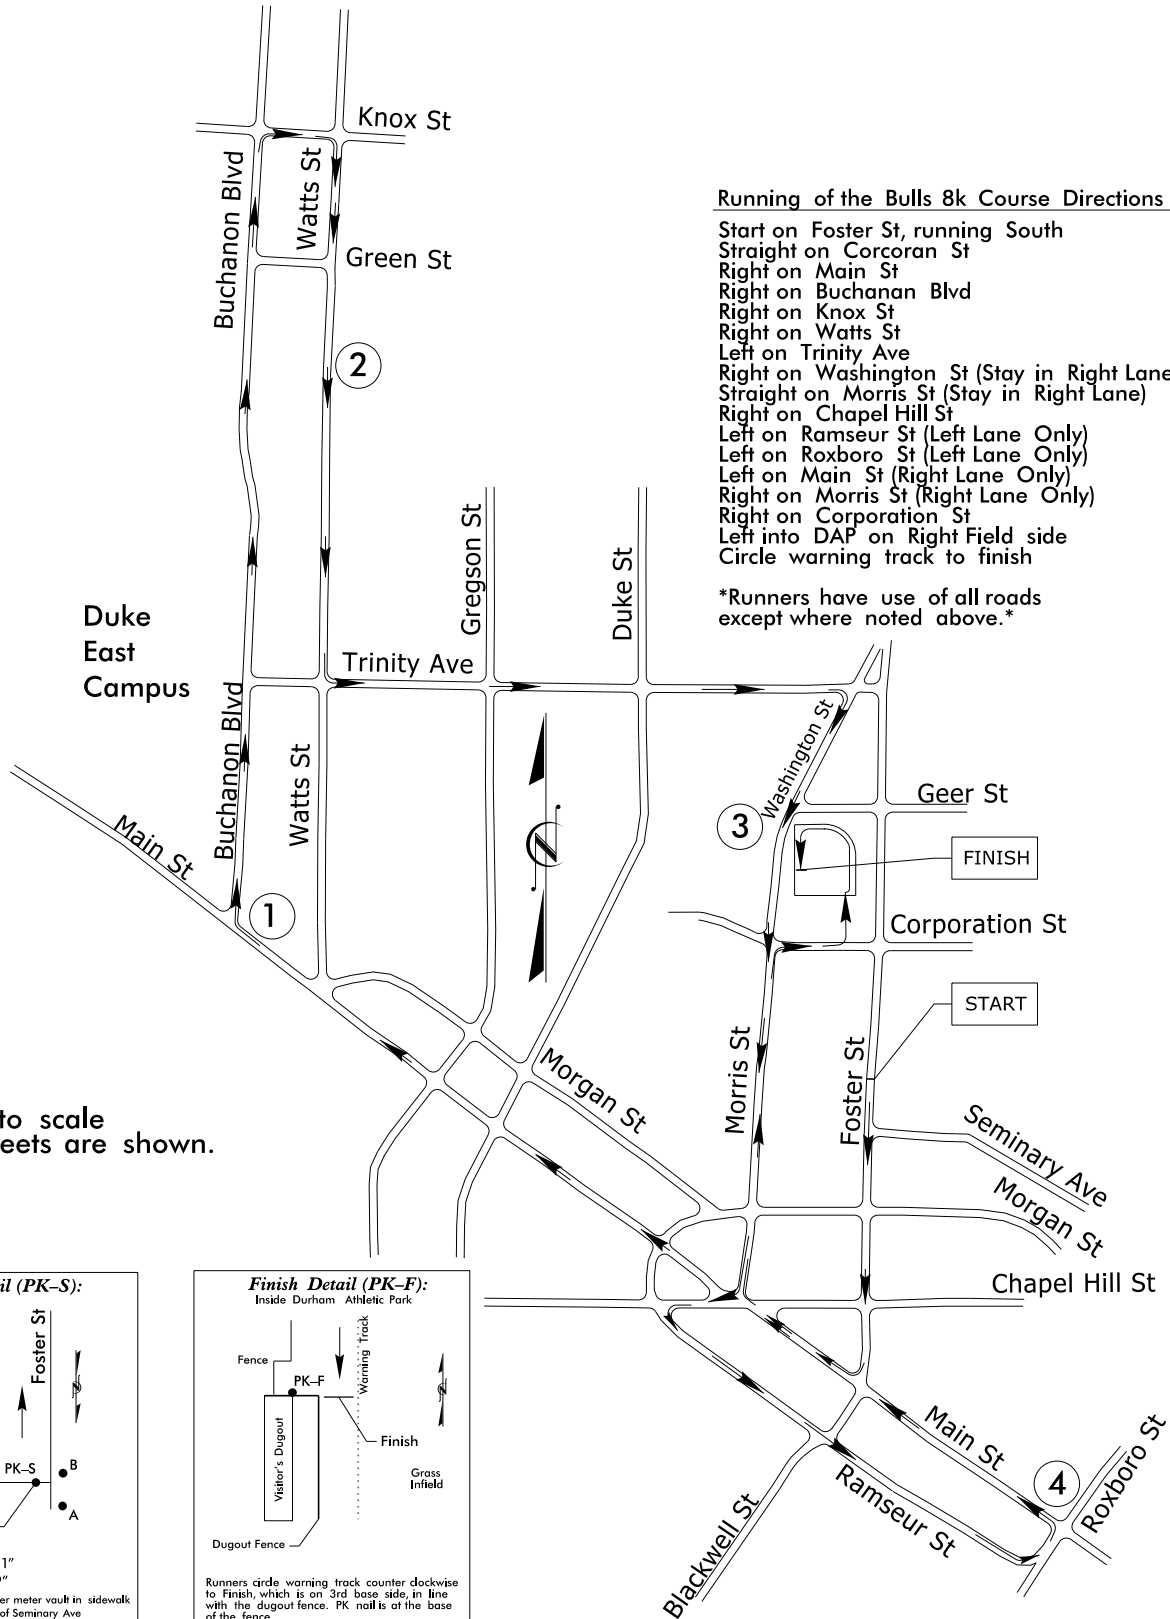 Knox St
Buchanon Blvd
Watts St
Green St
2
Running of the Bulls 8k Course Directions
Start on Foster St, running South
Straight on Corcoran St
Right on Main St
Right on Buchanan Blvd
Right on Knox St
Right on Watts St
Left on Trinity Ave
Right on Washington St (Stay in Right Lane
Straight on Morris St (Stay in Right Lane)
Right on Chapel Hill St
Left on Ramseur St (Left Lane Only)
Left on Roxboro St (Left Lane Only)
Left on Main St (Right Lane Only)
Right on Morris St (Right Lane Only)
Right on Corporation St
Left into DAP on Right Field side
Circle warning track to finish
*Runners have use of all roads
except where noted above.*
Duke
East
Campus
Gregson St
Duke St
Trinity Ave
Buchanon Blvd
Watts St
Main St
1
N
Washington St
3
Geer St
FINISH
Corporation St
START
Morris St
Foster St
Morgan St
Seminary Ave
Morgan St
Chapel Hill St
to scale
eets are shown.
Main St
4
Roxboro St
Ramseur St
Blackwell St
il (PK–S):
Foster St
N
PK–S
B
A
1"
"
er meter vault in sidewalk
of Seminary Ave
Finish Detail (PK–F):
Inside Durham Athletic Park
Fence
PK–F
Warning Track
N
Visitor's Dugout
Finish
Grass
Infield
Dugout Fence
Runners circle warning track counter clockwise
to Finish, which is on 3rd base side, in line
with the dugout fence. PK nail is at the base
of the fence.